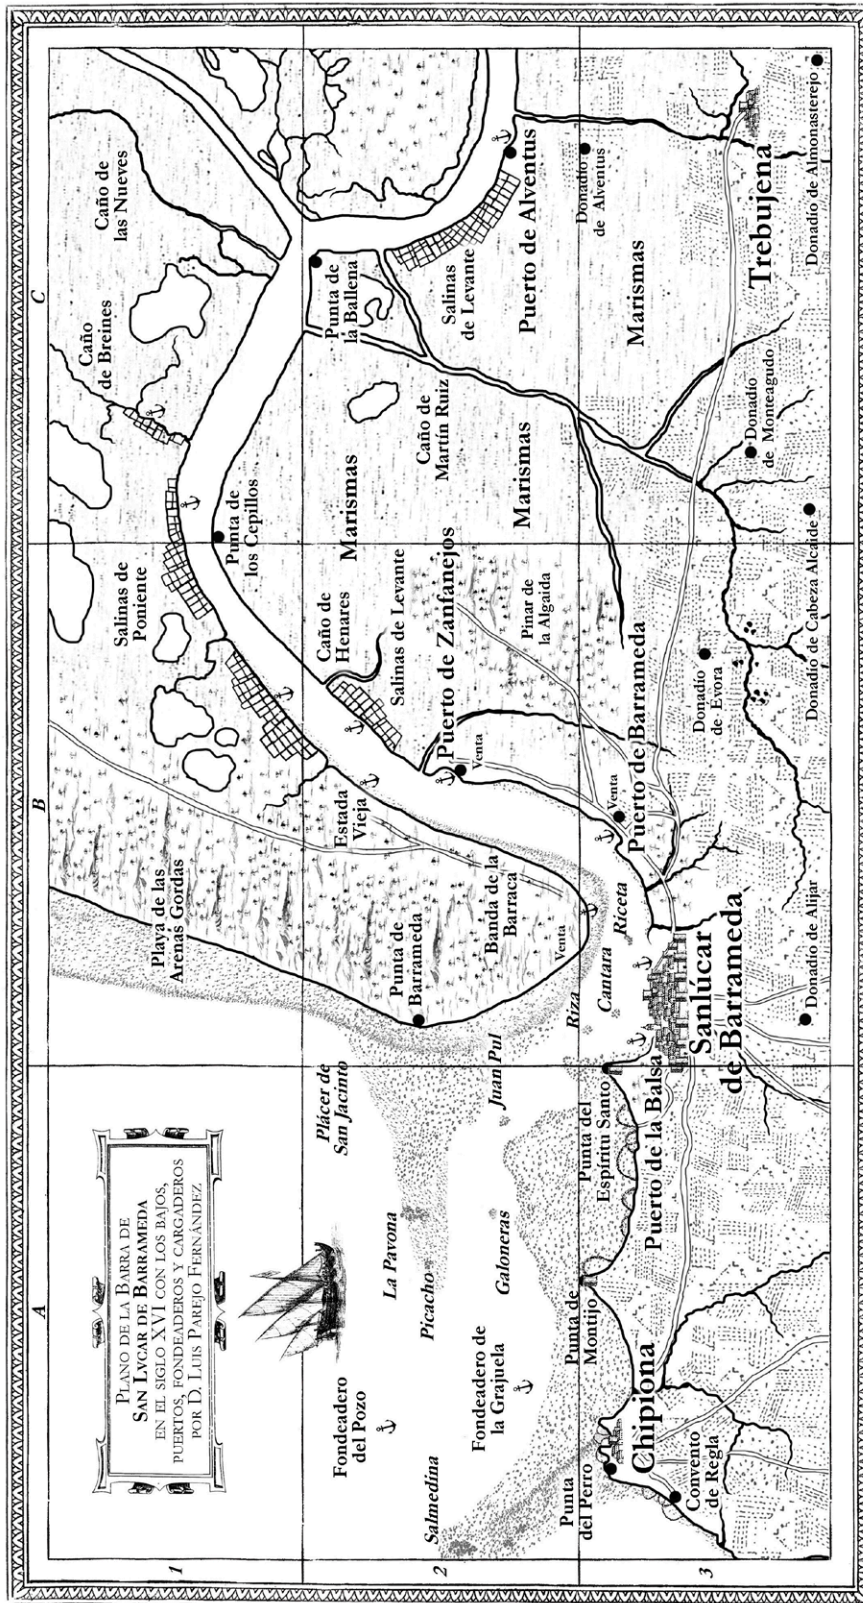 PLANO DE LA BARRA DE
SAN LVCAR DE BARRAMEDA
EN EL SIGLO XVI CON LOS BAJOS,
PUERTOS, FONDEADEROS Y CARGADEROS
POR D. LUIS PAREJO FERNÁNDEZ
A
B
C
1
2
3
Playa de las
Arenas Gordas
Salinas de
Poniente
Caño
de Breines
Caño de
las Nueves
Fondeadero
del Pozo
Plácer de
San Jacinto
Estada
Vieja
Caño de
Henares
Punta de
los Cepillos
Punta de
la Ballena
Marismas
Salinas de Levante
La Pavona
Picacho
Punta de
Barrameda
Salmedina
Fondeadero de
la Grajuela
Galoneras
Juan Pul
Banda de la
Barraca
Puerto de Zanfanejos
Venta
Caño de
Martín Ruiz
Salinas
de Levante
Puerto de Alventus
Marismas
Pinar de
la Algaida
Venta
Riza
Cantara
Riceta
Punta
del Perro
Punta de
Montijo
Punta del
Espíritu Santo
Venta
Puerto de Barrameda
Donadío
de Alventus
Marismas
Chipiona
Puerto de la Balsa
Sanlúcar
de Barrameda
Convento
de Regla
Donadío
de Evora
Donadío
de Monteagudo
Trebujena
Donadío de Alijar
Donadío de Cabeza Alcaide
Donadío de Almonasterejo